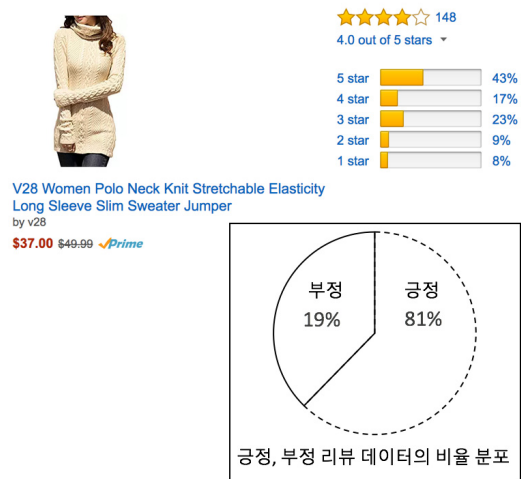 148
4.0 out of 5 stars
5 star 43%
4 star 17%
3 star 23%
2 star 9%
1 star 8%
V28 Women Polo Neck Knit Stretchable Elasticity
Long Sleeve Slim Sweater Jumper
by v28
$37.00 $49.99 Prime
부정 긍정
19% 81%
긍정, 부정 리뷰 데이터의 비율 분포